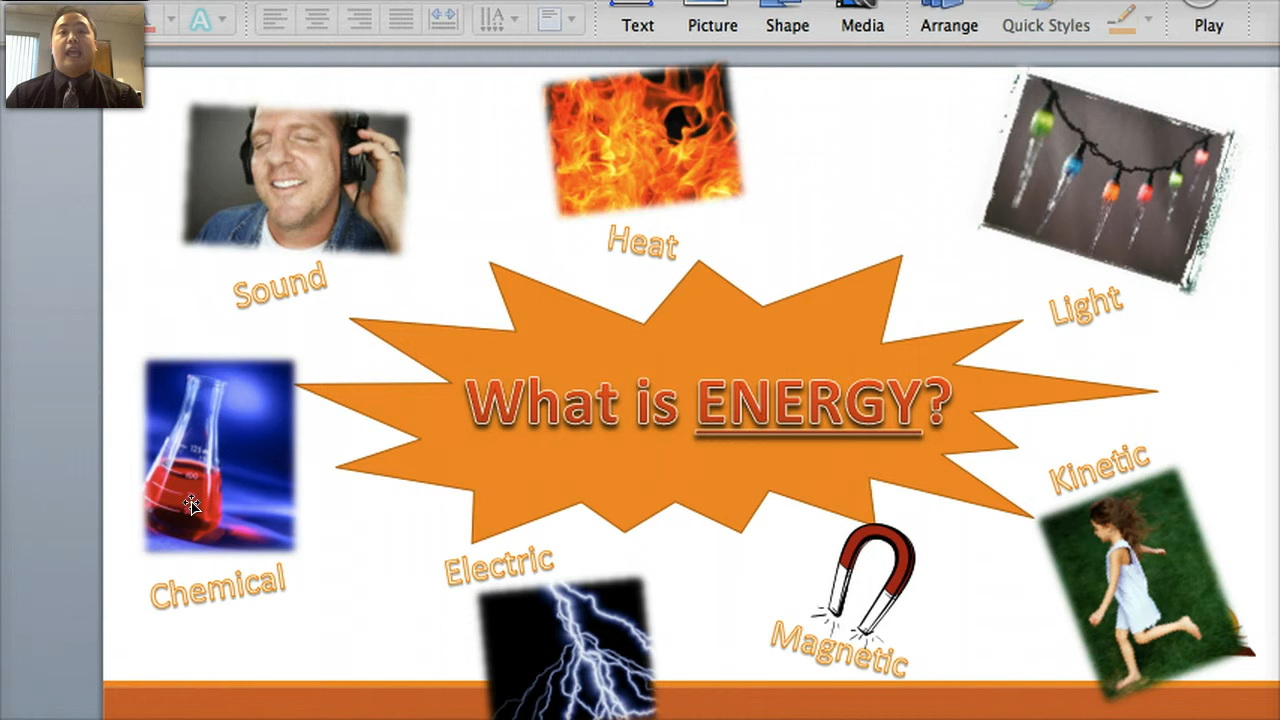 Text Picture Shape Media Arrange Quick Styles Play
Sound
Heat
Light
What is ENERGY?
Kinetic
Chemical
Electric
Magnetic